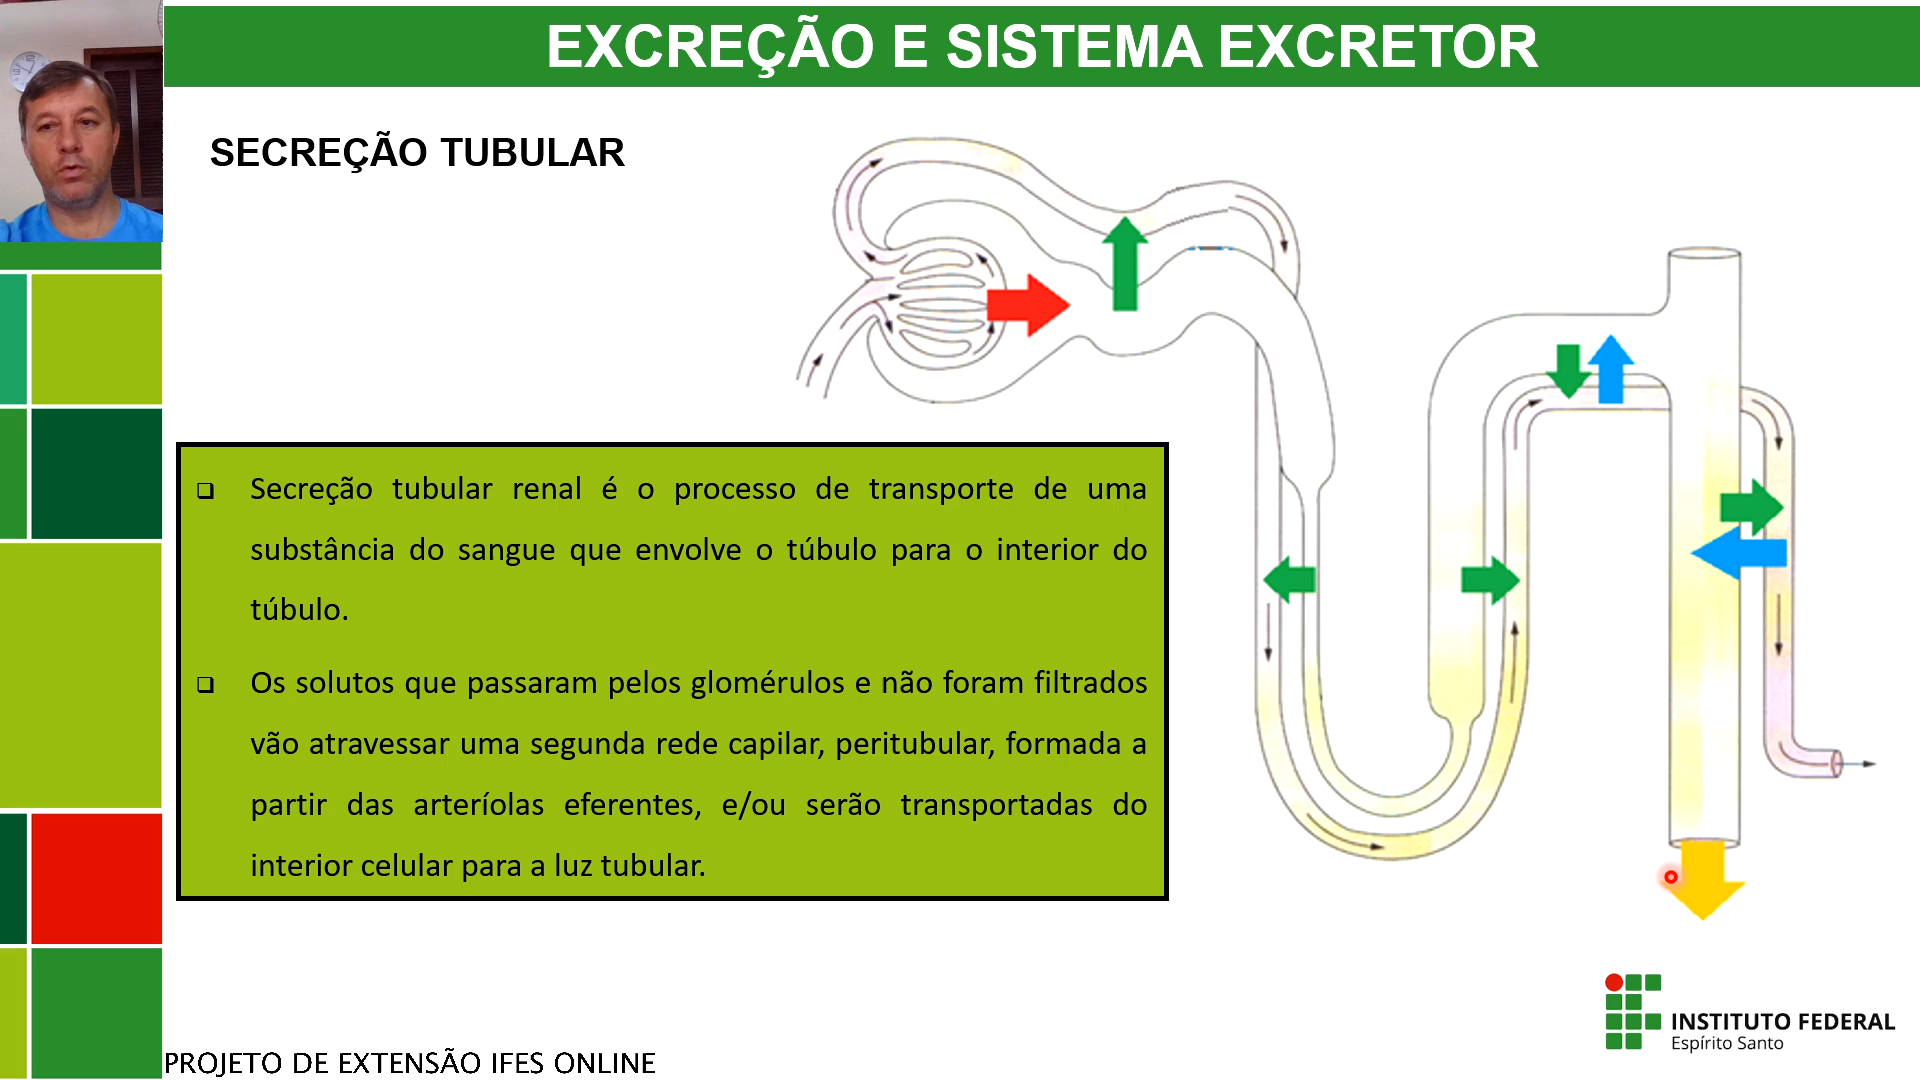 EXCREÇÃO E SISTEMA EXCRETOR
SECREÇÃO TUBULAR
Secreção tubular renal é o processo de transporte de uma
substância do sangue que envolve o túbulo para o interior do
túbulo.
Os solutos que passaram pelos glomérulos e não foram filtrados
vão atravessar uma segunda rede capilar, peritubular, formada a
partir das arteríolas eferentes, e/ou serão transportadas do
interior celular para a luz tubular.
INSTITUTO FEDERAL
Espírito Santo
PROJETO DE EXTENSÃO IFES ONLINE